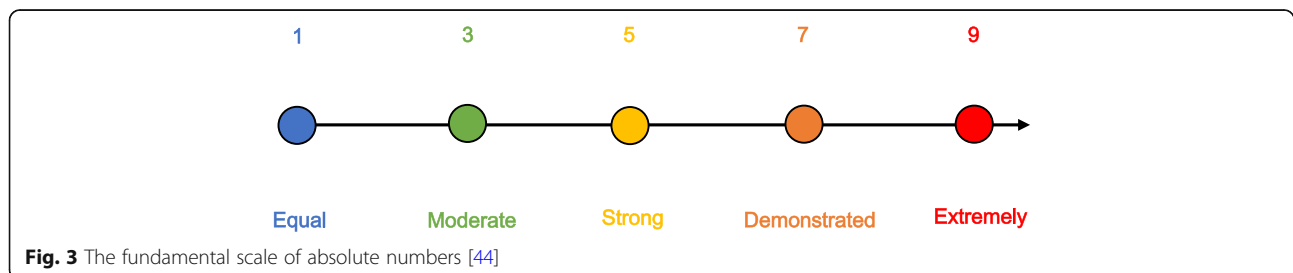 1 3 5 7 9
Equal Moderate Strong Demonstrated Extremely
Fig. 3 The fundamental scale of absolute numbers [44]